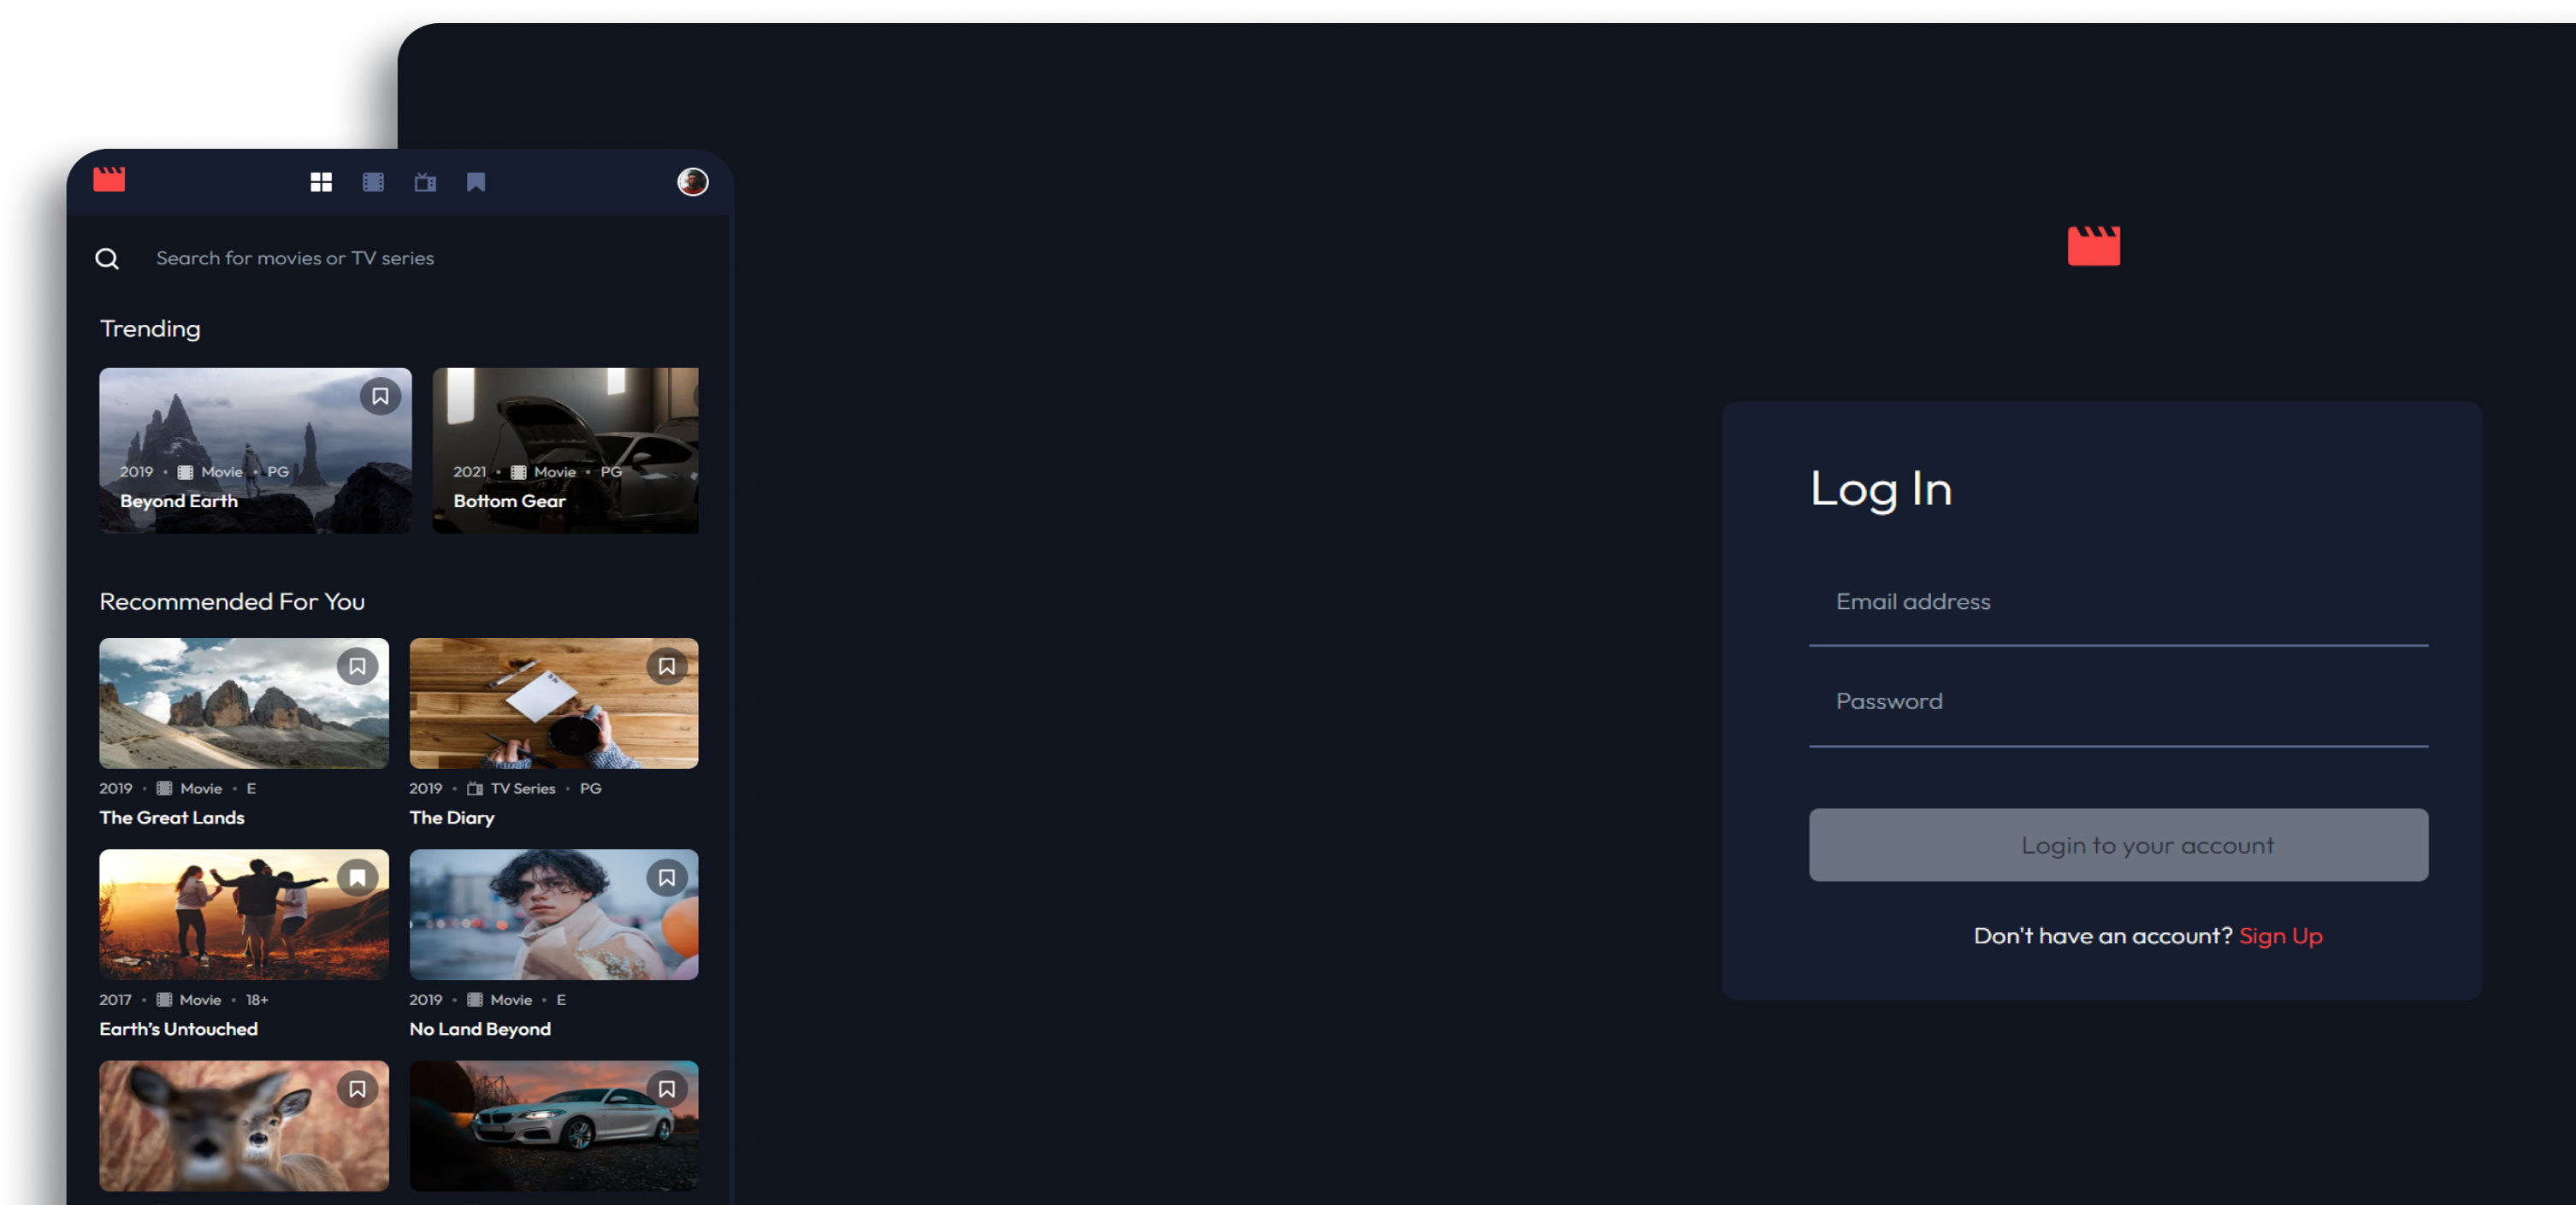 Search for movies or TV series
Trending
2019 • Movie • PG
Beyond Earth
2021 • Movie • PG
Bottom Gear
Recommended For You
2019 • Movie • E
The Great Lands
2019 • TV Series • PG
The Diary
2017 • Movie • 18+
Earth’s Untouched
2019 • Movie • E
No Land Beyond
Log In
Email address
Password
Login to your account
Don't have an account? Sign Up